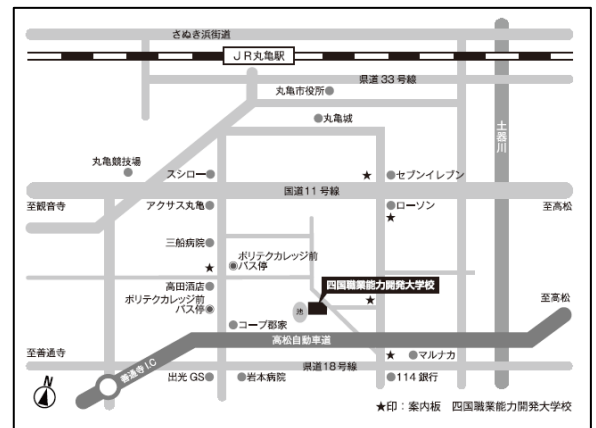 さぬき浜街道
JR丸亀駅
県道33号線
丸亀市役所
丸亀城
土器川
丸亀競技場
スシロー
★
セブンイレブン
国道11号線
至観音寺
アクサス丸亀
ローソン
★
至高松
三船病院
ポリテクカレッジ前
バス停
★
高田酒店
四国職業能力開発大学校
ポリテクカレッジ前
バス停
池
★
至高松
コープ郡家
高松自動車道
至善通寺
★
マルナカ
県道18号線
善通寺I.C
N
出光GS
岩本病院
114銀行
★印：案内板　四国職業能力開発大学校